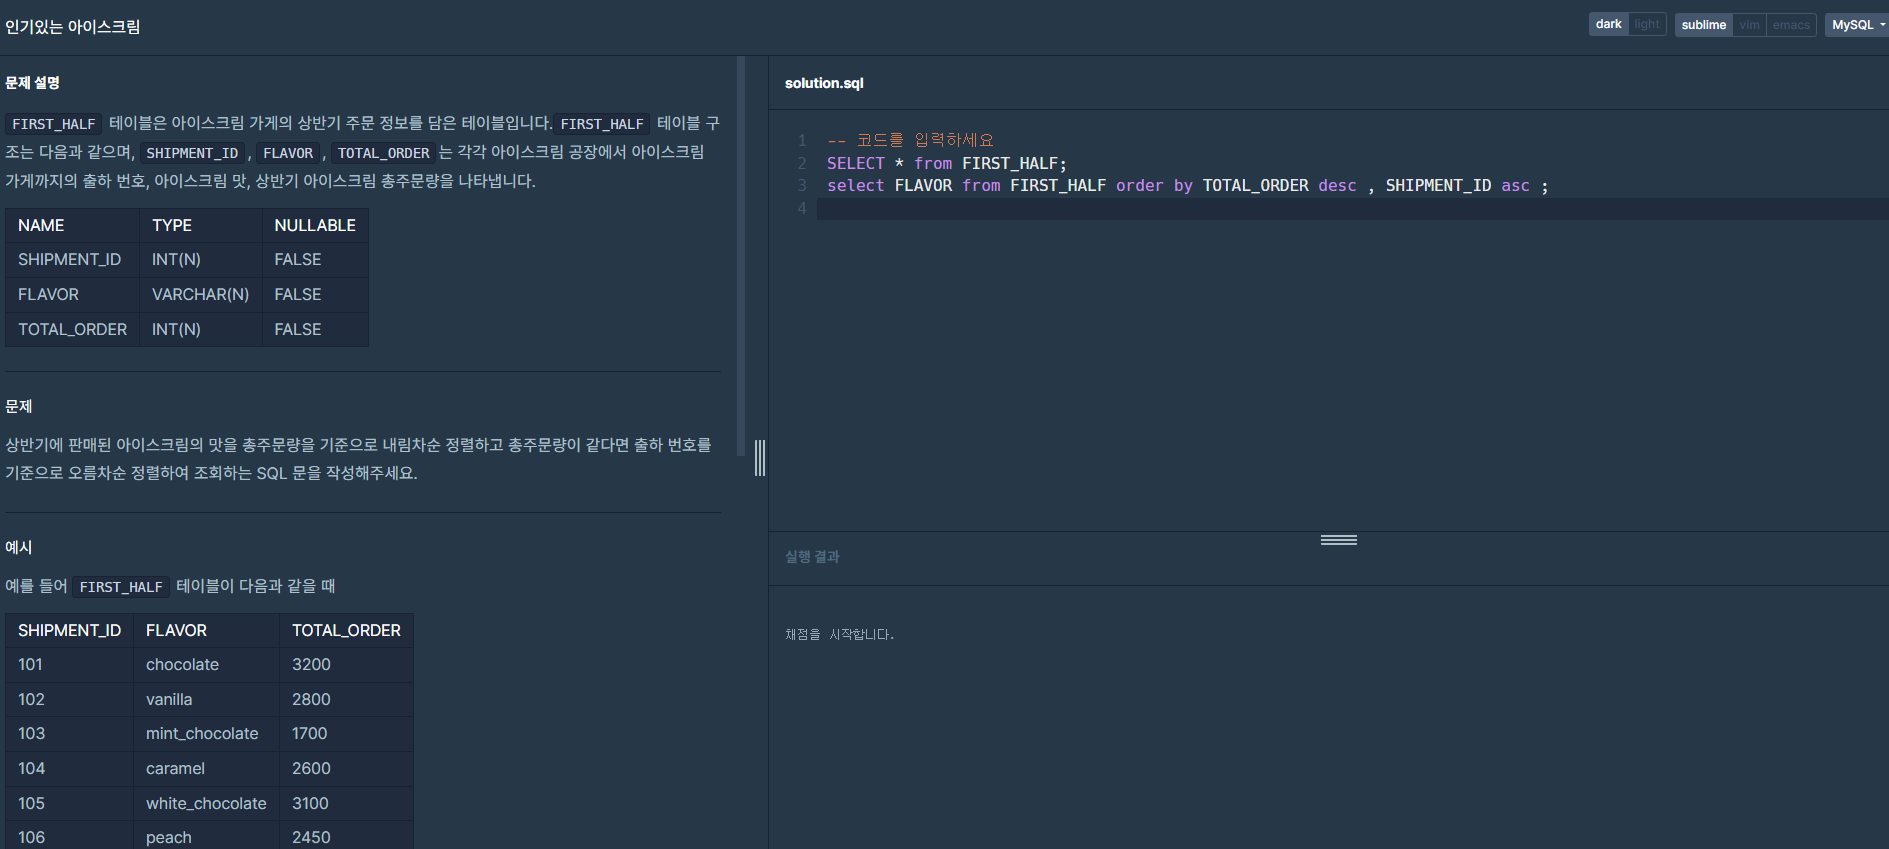 인기있는 아이스크림
dark light sublime vim emacs MySQL
문제 설명
FIRST_HALF 테이블은 아이스크림 가게의 상반기 주문 정보를 담은 테이블입니다. FIRST_HALF 테이블 구
조는 다음과 같으며, SHIPMENT_ID, FLAVOR, TOTAL_ORDER 는 각각 아이스크림 공장에서 아이스크림
가게까지의 출하 번호, 아이스크림 맛, 상반기 아이스크림 총주문량을 나타냅니다.
NAME TYPE NULLABLE
SHIPMENT_ID INT(N) FALSE
FLAVOR VARCHAR(N) FALSE
TOTAL_ORDER INT(N) FALSE
문제
상반기에 판매된 아이스크림의 맛을 총주문량을 기준으로 내림차순 정렬하고 총주문량이 같다면 출하 번호를
기준으로 오름차순 정렬하여 조회하는 SQL 문을 작성해주세요.
예시
예를 들어 FIRST_HALF 테이블이 다음과 같을 때
SHIPMENT_ID FLAVOR TOTAL_ORDER
101 chocolate 3200
102 vanilla 2800
103 mint_chocolate 1700
104 caramel 2600
105 white_chocolate 3100
106 peach 2450
solution.sql
1 -- 코드를 입력하세요
2 SELECT * from FIRST_HALF;
3 select FLAVOR from FIRST_HALF order by TOTAL_ORDER desc , SHIPMENT_ID asc ;
4
실행 결과
채점을 시작합니다.